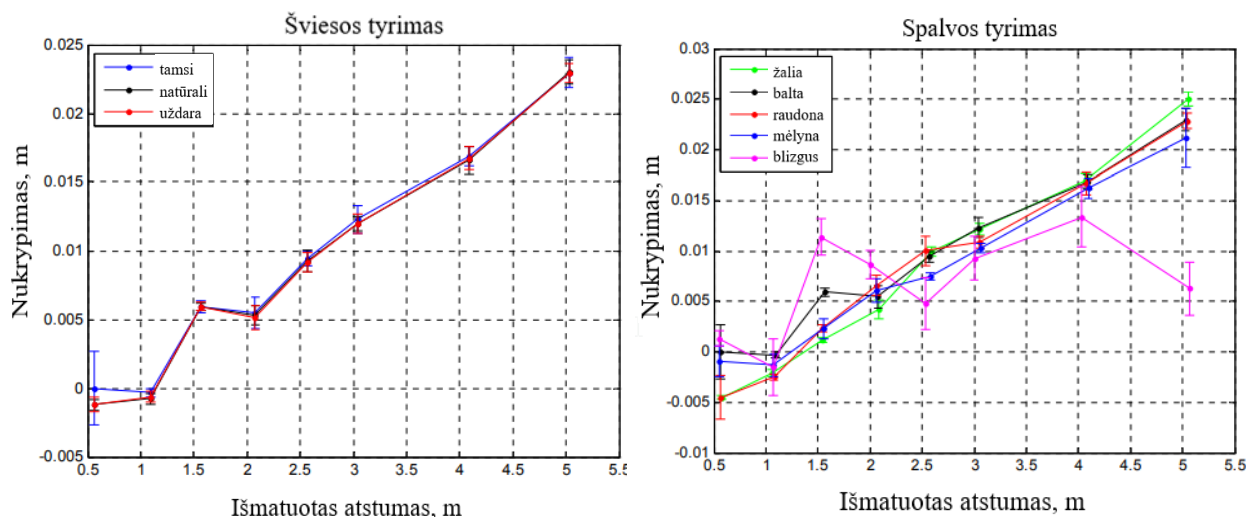 Šviesos tyrimas
0.025
0.02
0.015
0.01
0.005
0
-0.005
tamsi
natūrali
uždara
0.5 1 1.5 2 2.5 3 3.5 4 4.5 5 5.5
Nukrypimas, m
Išmatuotas atstumas, m
Spalvos tyrimas
0.03
0.025
0.02
0.015
0.01
0.005
0
-0.005
-0.01
žalia
balta
raudona
mėlyna
blizgus
0.5 1 1.5 2 2.5 3 3.5 4 4.5 5 5.5
Nukrypimas, m
Išmatuotas atstumas, m